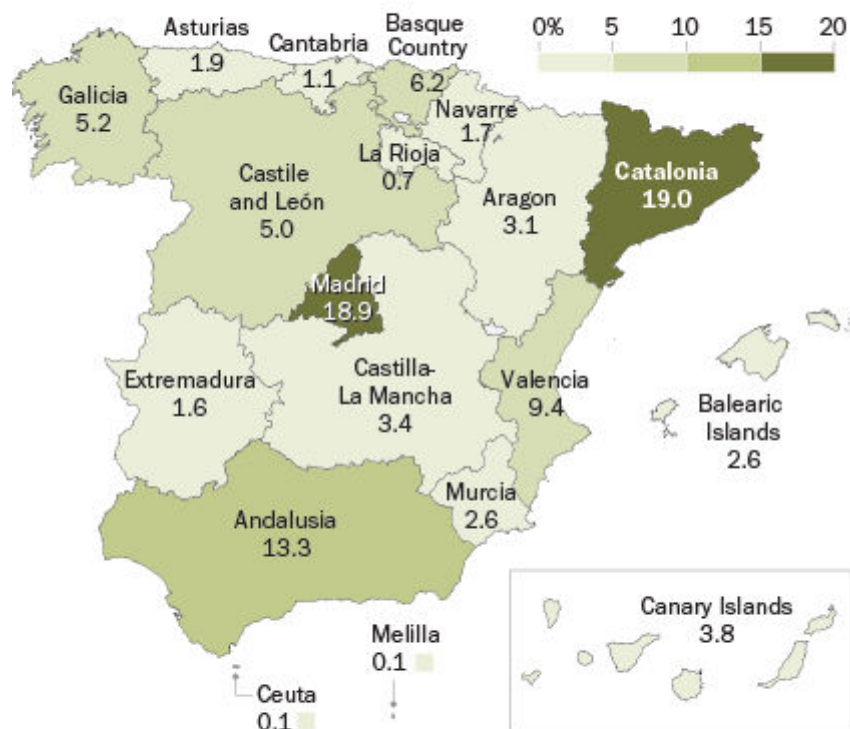 Asturias
1.9
Cantabria
1.1
Basque
Country
6.2
0% 5 10 15 20
Galicia
5.2
Navarre
1.7
La Rioja
0.7
Castile
and León
5.0
Aragon
3.1
Catalonia
19.0
Madrid
18.9
Extremadura
1.6
Castilla-
La Mancha
3.4
Valencia
9.4
Balearic
Islands
2.6
Murcia
2.6
Andalusia
13.3
Canary Islands
3.8
Melilla
0.1
Ceuta
0.1